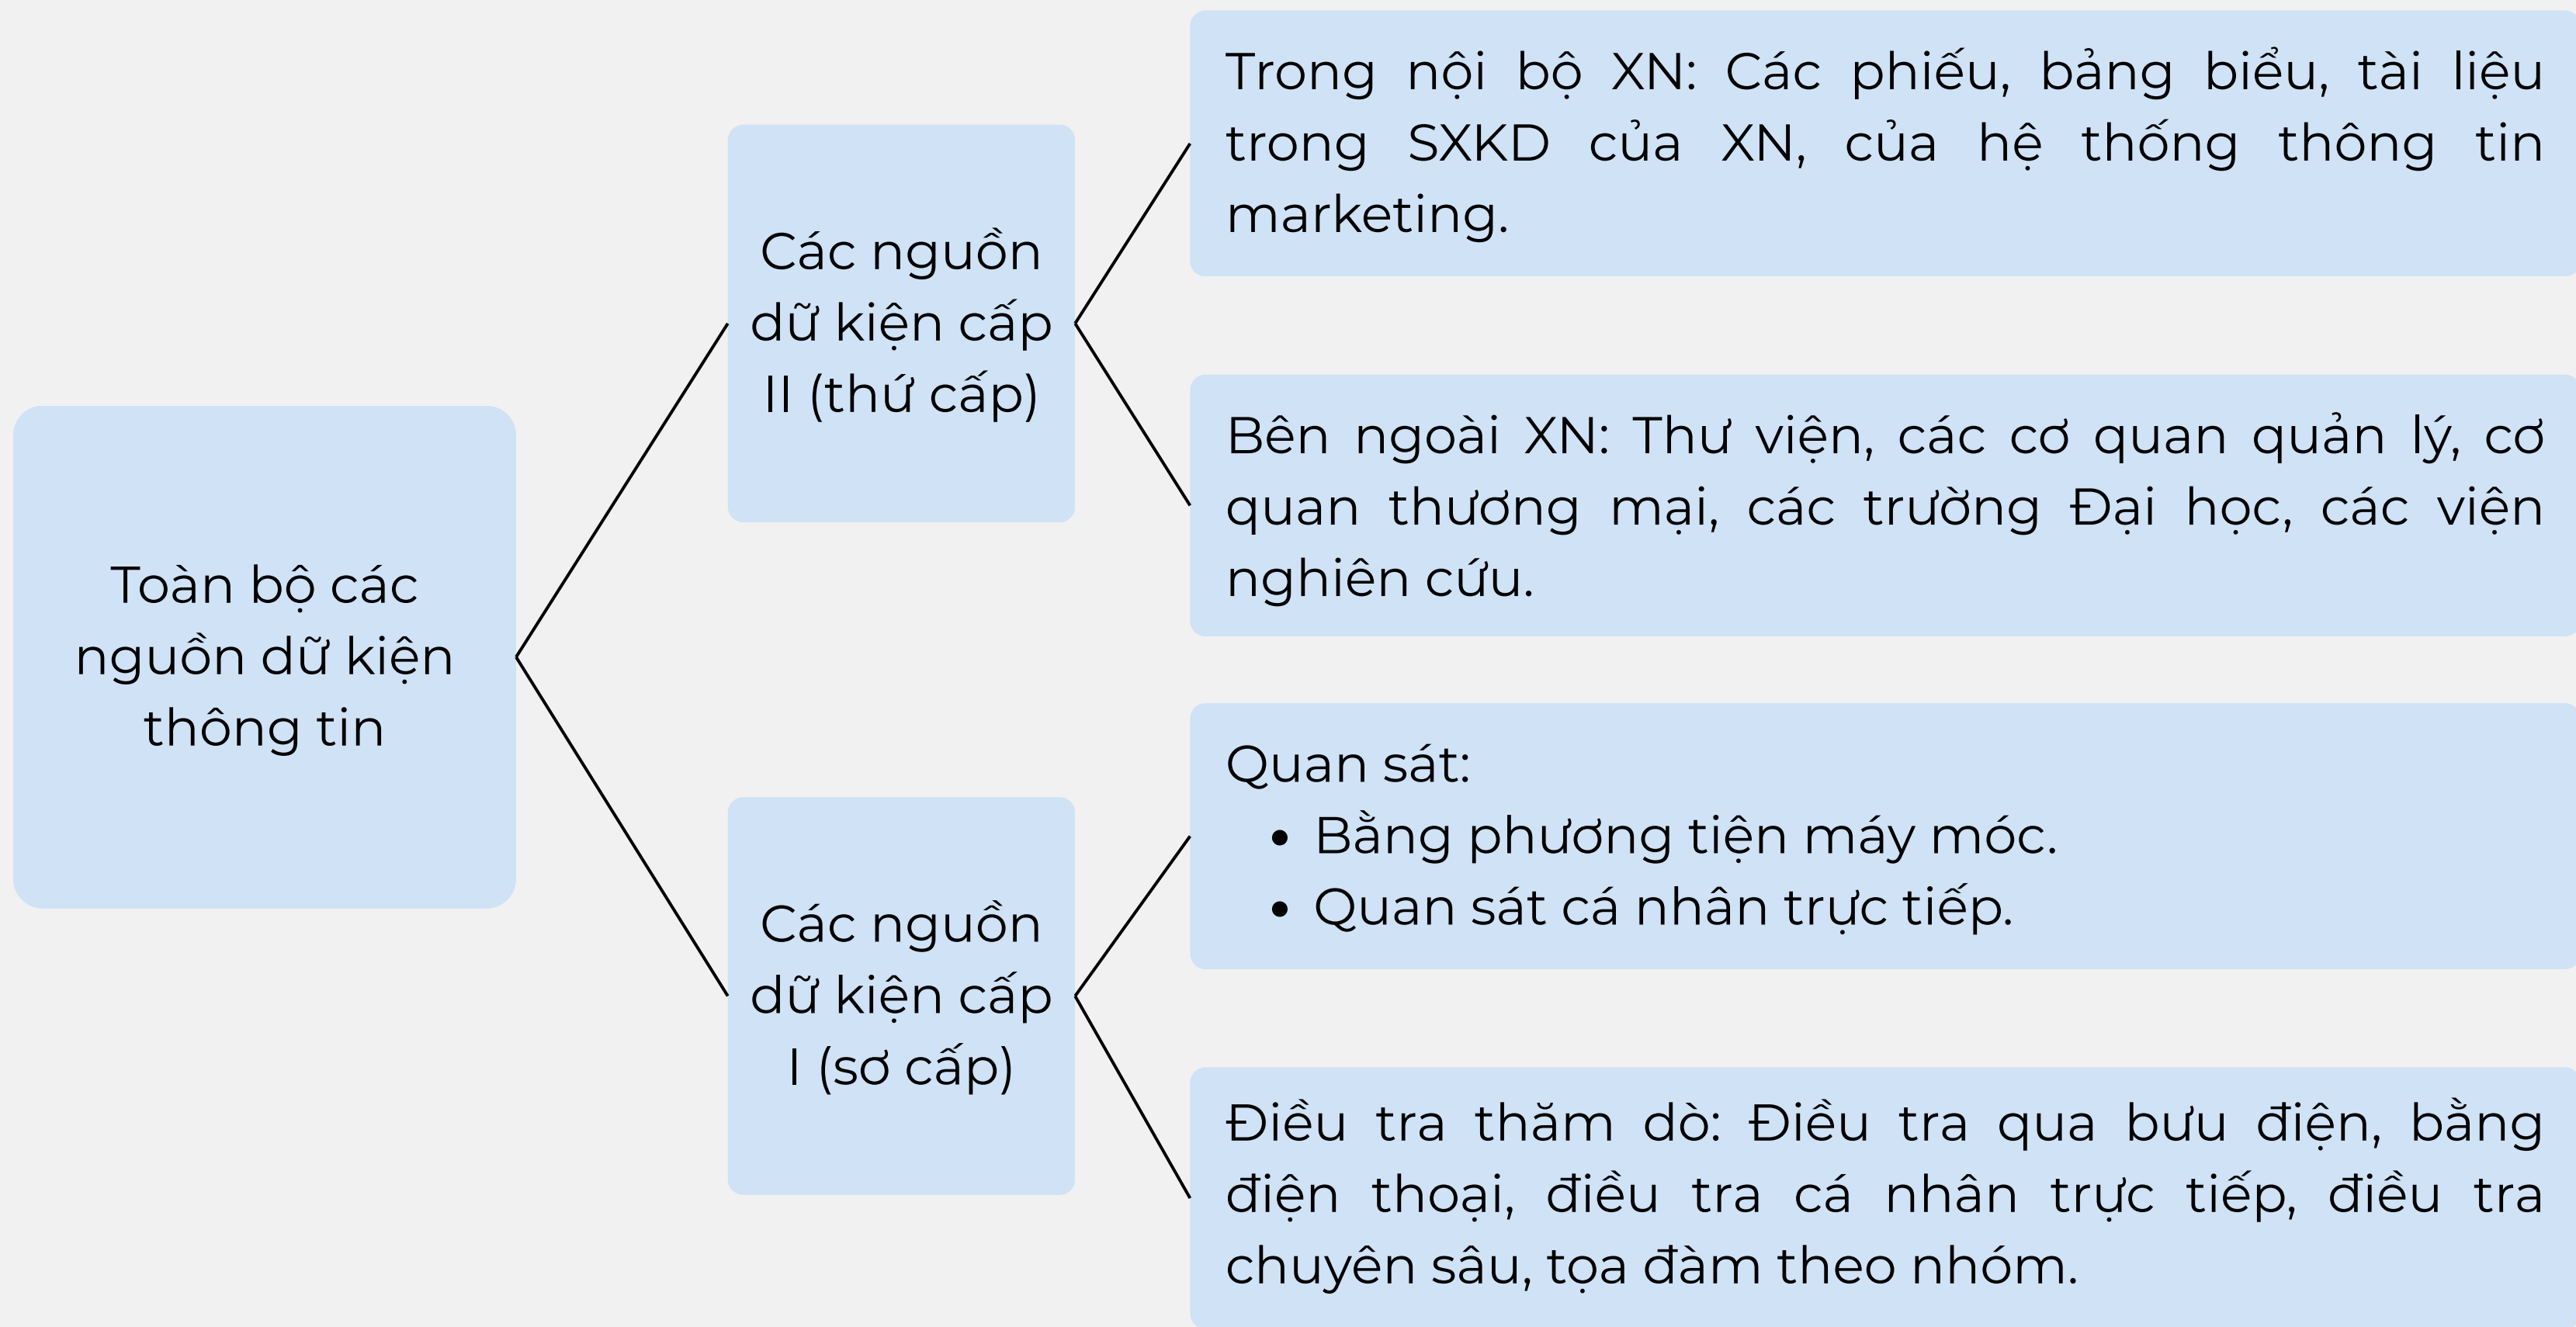 Toàn bộ các
nguồn dữ kiện
thông tin
Các nguồn
dữ kiện cấp
II (thứ cấp)
Trong nội bộ XN: Các phiếu, bảng biểu, tài liệu
trong SXKD của XN, của hệ thống thông tin
marketing.
Bên ngoài XN: Thư viện, các cơ quan quản lý, cơ
quan thương mại, các trường Đại học, các viện
nghiên cứu.
Các nguồn
dữ kiện cấp
I (sơ cấp)
Quan sát:
• Bằng phương tiện máy móc.
• Quan sát cá nhân trực tiếp.
Điều tra thăm dò: Điều tra qua bưu điện, bằng
điện thoại, điều tra cá nhân trực tiếp, điều tra
chuyên sâu, tọa đàm theo nhóm.